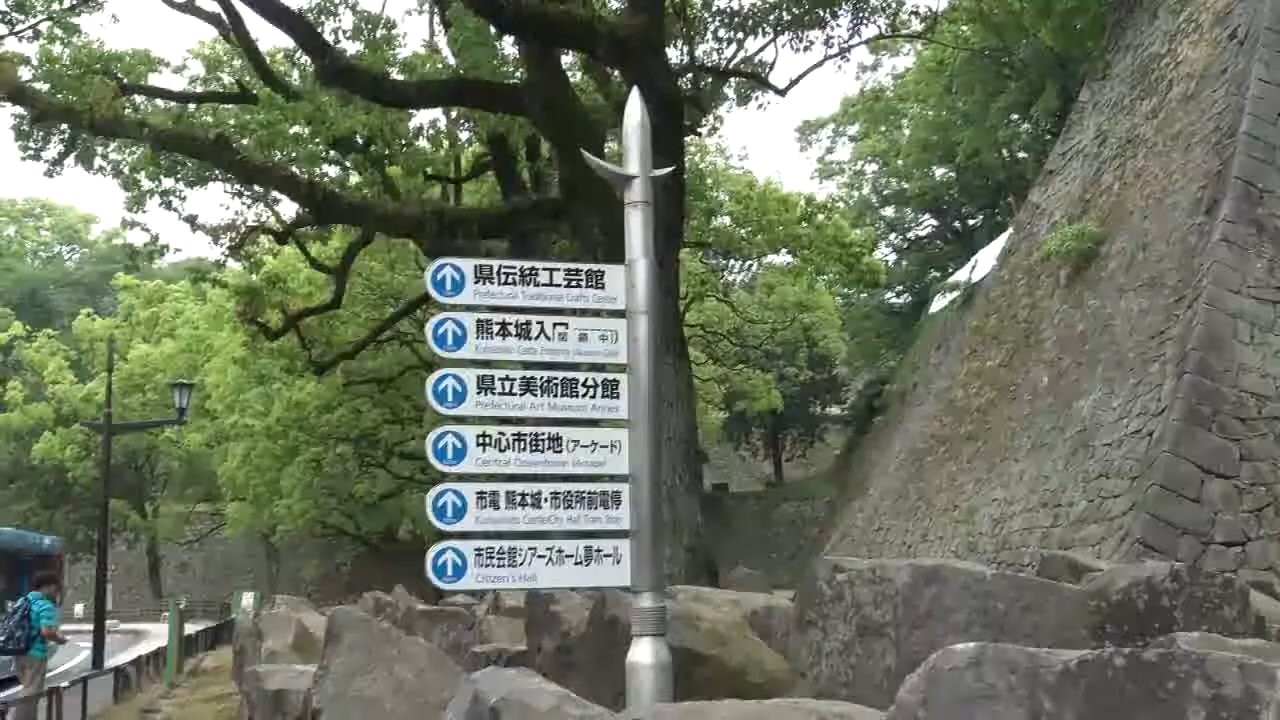 県伝統工芸館
Prefectural Traditional Crafts Center
熊本城入
県立美術館分館
Prefectural Art Museum Annex
中心市街地(アーケード)
Central Downtown (Arcade)
市電 熊本城・市役所前電停
Kumamoto Castle/City Hall Tram Stop
市民会館シアーズホーム夢ホール
Citizen's Hall